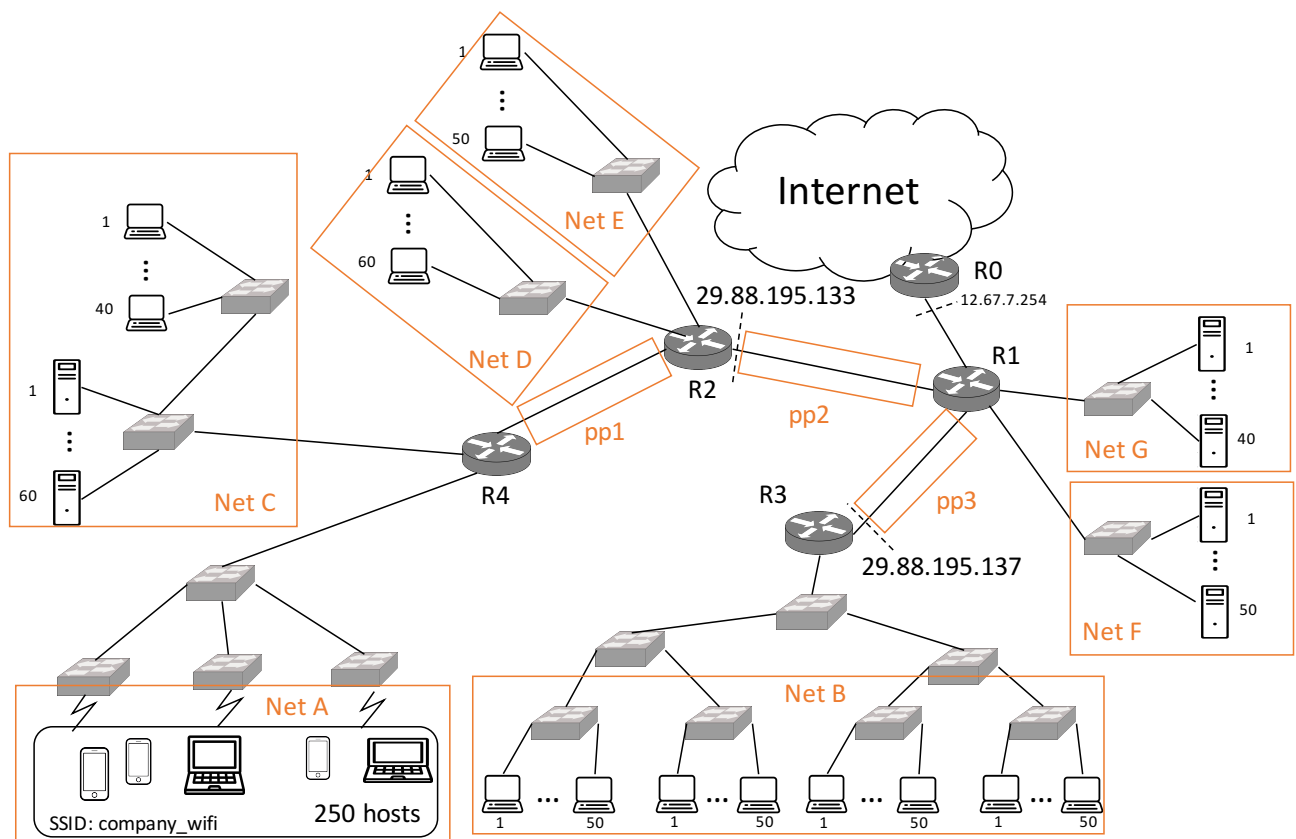 1
⋮
50
Net E
1
⋮
60
Net D
Internet
R0
12.67.7.254
29.88.195.133
R2
pp1
pp2
R1
1
⋮
40
Net G
1
⋮
40
1
⋮
60
Net C
R4
R3
pp3
29.88.195.137
1
⋮
50
Net F
Net A
SSID: company_wifi
250 hosts
Net B
1 ... 50
1 ... 50
1 ... 50
1 ... 50